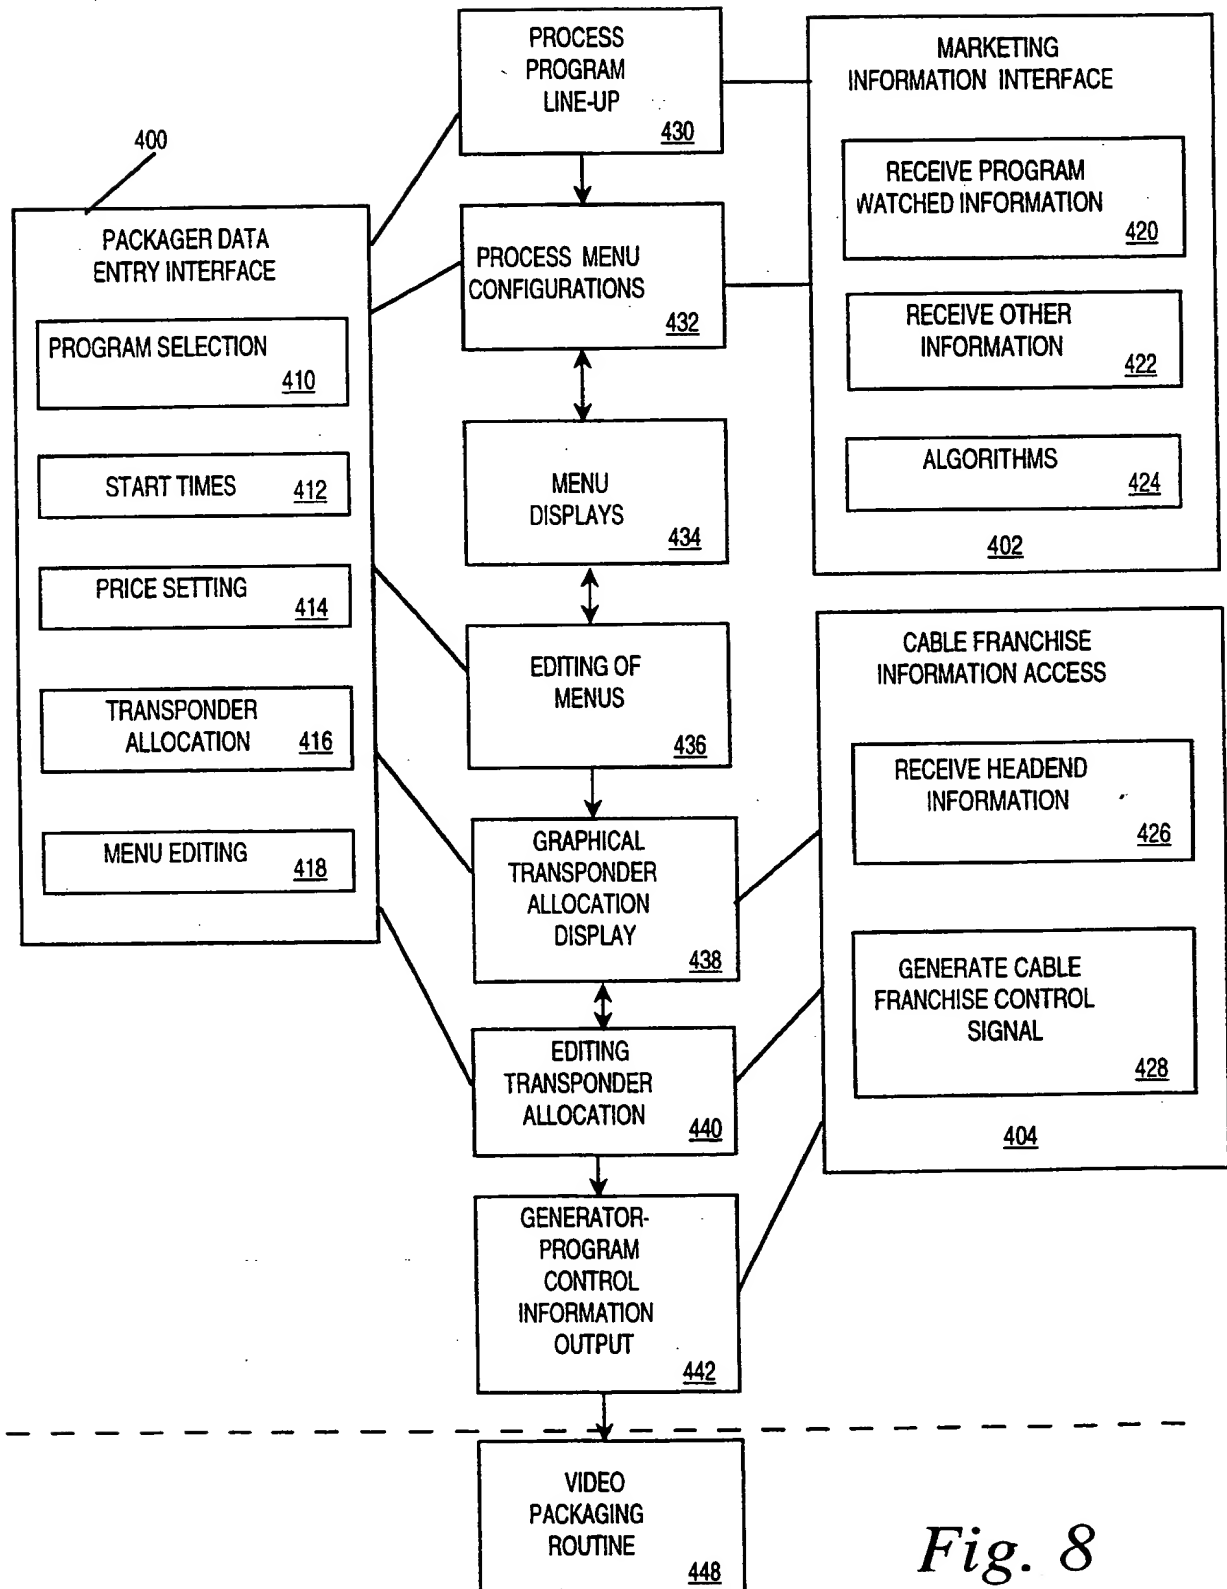 PROCESS
PROGRAM
LINE-UP
430
MARKETING
INFORMATION INTERFACE
RECEIVE PROGRAM
WATCHED INFORMATION
420
RECEIVE OTHER
INFORMATION
422
ALGORITHMS
424
402
400
PACKAGER DATA
ENTRY INTERFACE
PROGRAM SELECTION
410
START TIMES
412
PRICE SETTING
414
TRANSPONDER
ALLOCATION
416
MENU EDITING
418
PROCESS MENU
CONFIGURATIONS
432
MENU
DISPLAYS
434
EDITING OF
MENUS
436
GRAPHICAL
TRANSPONDER
ALLOCATION
DISPLAY
438
EDITING
TRANSPONDER
ALLOCATION
440
GENERATOR-
PROGRAM
CONTROL
INFORMATION
OUTPUT
442
CABLE FRANCHISE
INFORMATION ACCESS
RECEIVE HEADEND
INFORMATION
426
GENERATE CABLE
FRANCHISE CONTROL
SIGNAL
428
404
VIDEO
PACKAGING
ROUTINE
448
Fig. 8